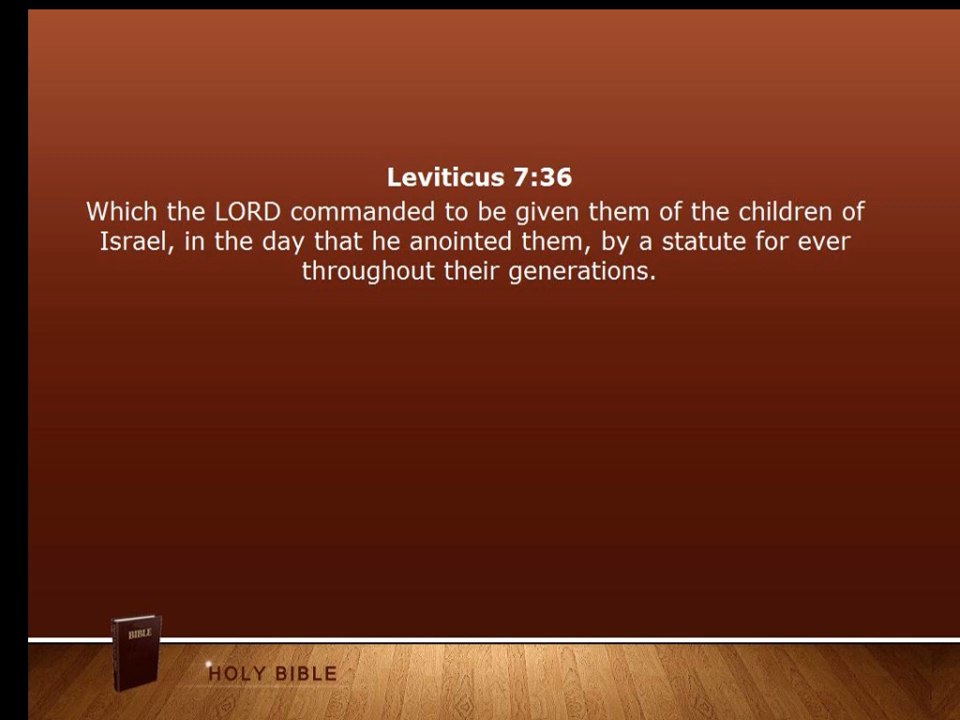 Leviticus 7:36
Which the LORD commanded to be given them of the children of
Israel, in the day that he anointed them, by a statute for ever
throughout their generations.
BIBLE
HOLY BIBLE